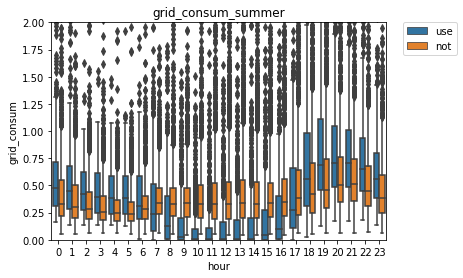 grid_consum_summer
use
not
grid_consum
2.00
1.75
1.50
1.25
1.00
0.75
0.50
0.25
0.00
0 1 2 3 4 5 6 7 8 9 10 11 12 13 14 15 16 17 18 19 20 21 22 23
hour